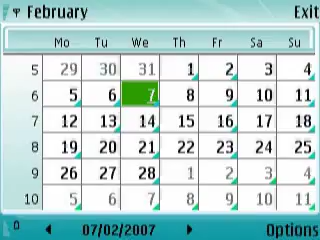 February Exit
Mo Tu We Th Fr Sa Su
5 29 30 31 1 2 3 4
6 5 6 7 8 9 10 11
7 12 13 14 15 16 17 18
8 19 20 21 22 23 24 25
9 26 27 28 1 2 3 4
10 5 6 7 8 9 10 11
07/02/2007 Options